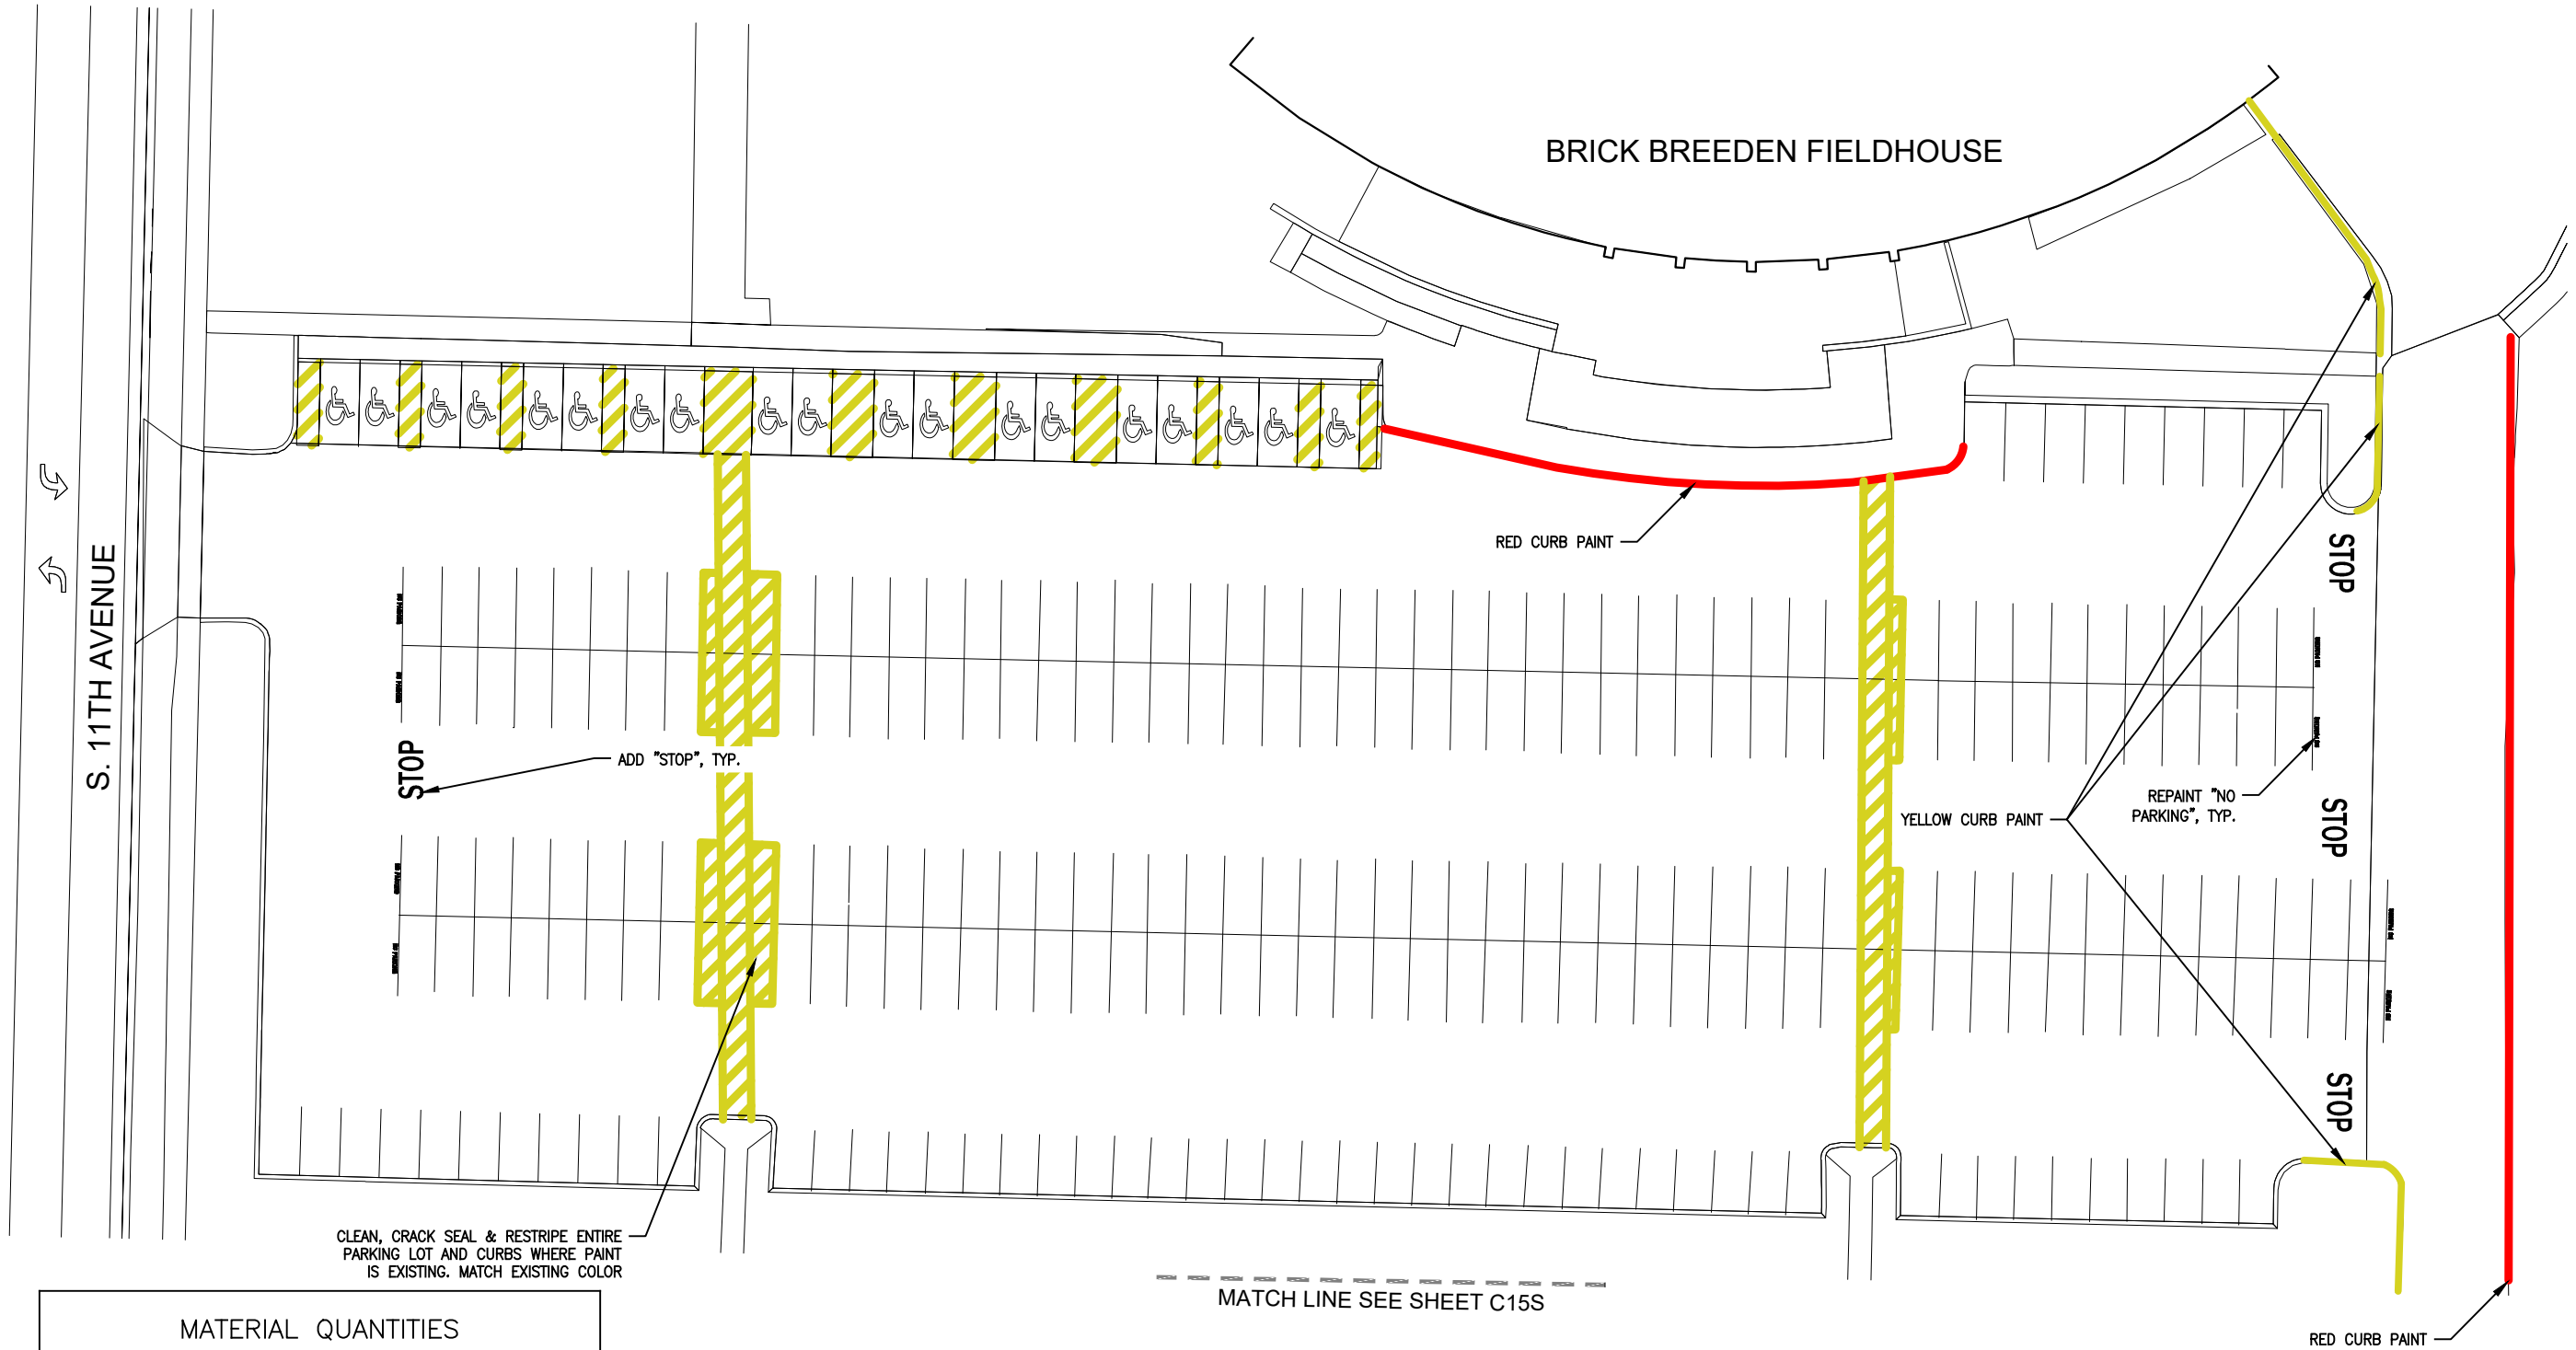 BRICK BREEDEN FIELDHOUSE
S. 11TH AVENUE
RED CURB PAINT
STOP
STOP
ADD "STOP", TYP.
REPAINT "NO
PARKING", TYP.
YELLOW CURB PAINT
STOP
STOP
CLEAN, CRACK SEAL & RESTRIPE ENTIRE
PARKING LOT AND CURBS WHERE PAINT
IS EXISTING. MATCH EXISTING COLOR
MATCH LINE SEE SHEET C15S
MATERIAL QUANTITIES
RED CURB PAINT